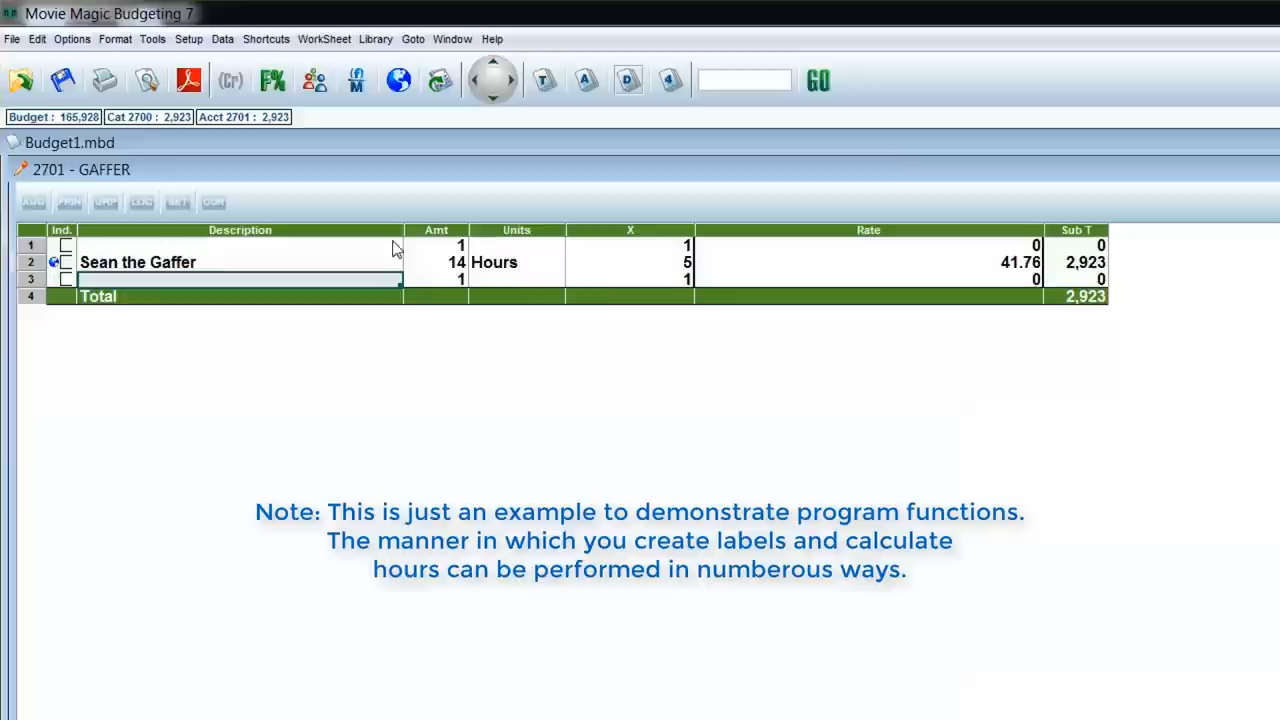 Movie Magic Budgeting 7
File Edit Options Format Tools Setup Data Shortcuts WorkSheet Library Goto Window Help
(Cr) F% f(x) M T A D 4 GO
Budget : 165,928 Cat 2700 : 2,923 Acct 2701 : 2,923
Budget1.mbd
2701 - GAFFER
Ind. Description Amt Units X Rate Sub T
1 1 1 0 0
2 Sean the Gaffer 14 Hours 5 41.76 2,923
3 1 1 0 0
4 Total 2,923
Note: This is just an example to demonstrate program functions.
The manner in which you create labels and calculate
hours can be performed in numberous ways.